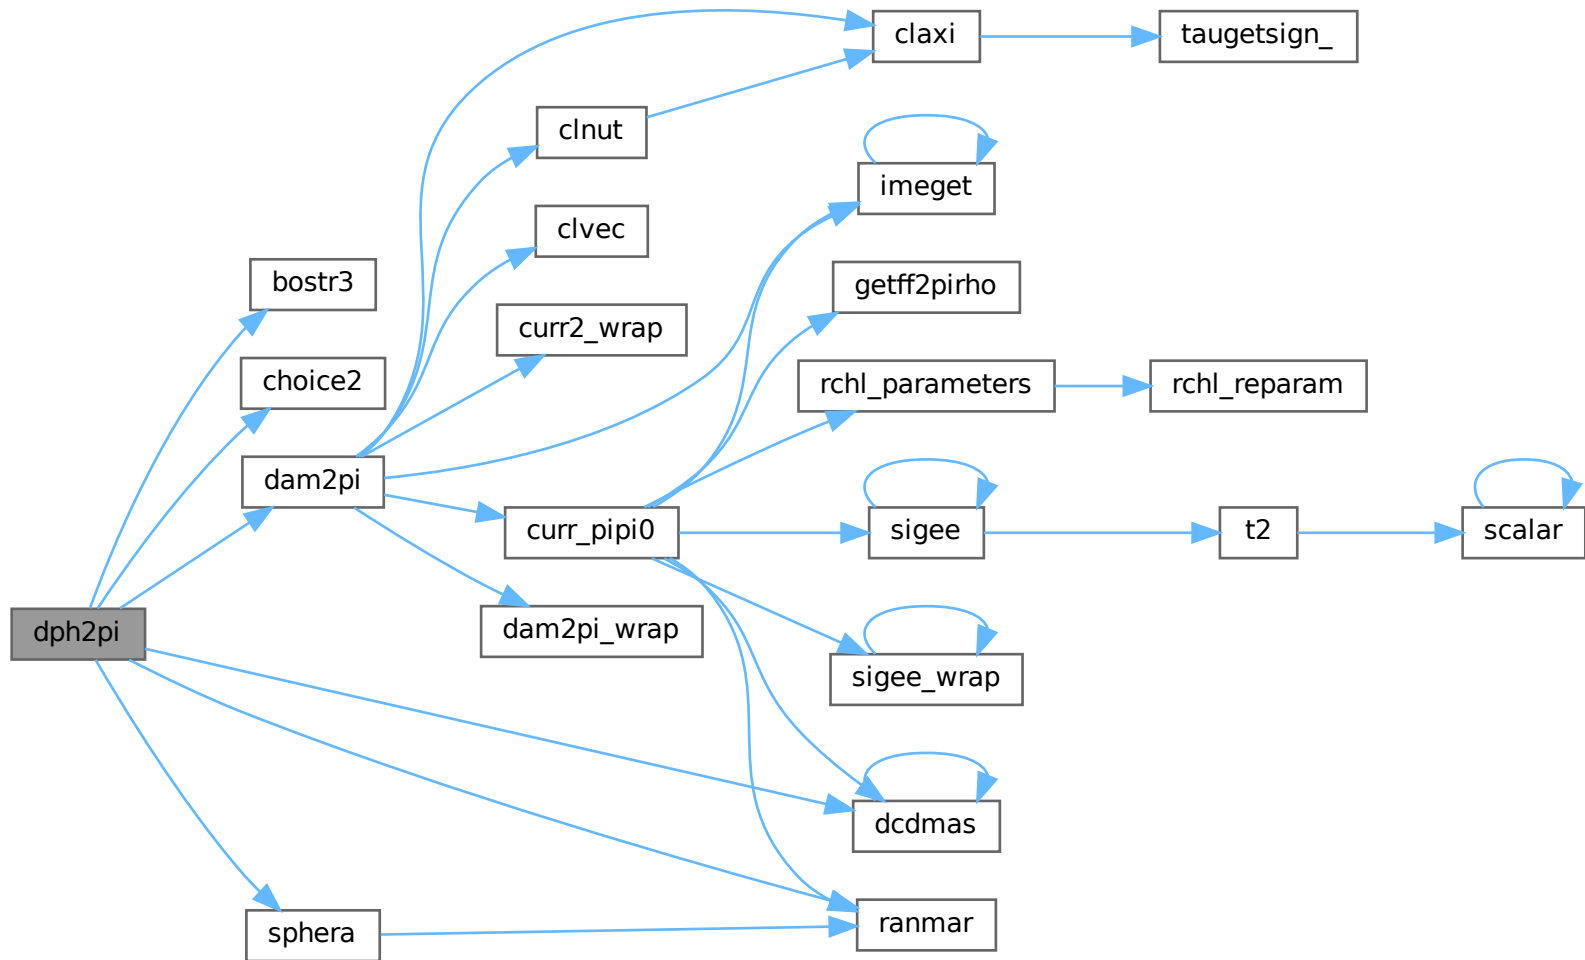 claxi
taugetsign_
clnut
imeget
clvec
bostr3
getff2pirho
curr2_wrap
choice2
rchl_parameters
rchl_reparam
dam2pi
curr_pipi0
sigee
t2
scalar
dph2pi
dam2pi_wrap
sigee_wrap
dcdmas
sphera
ranmar